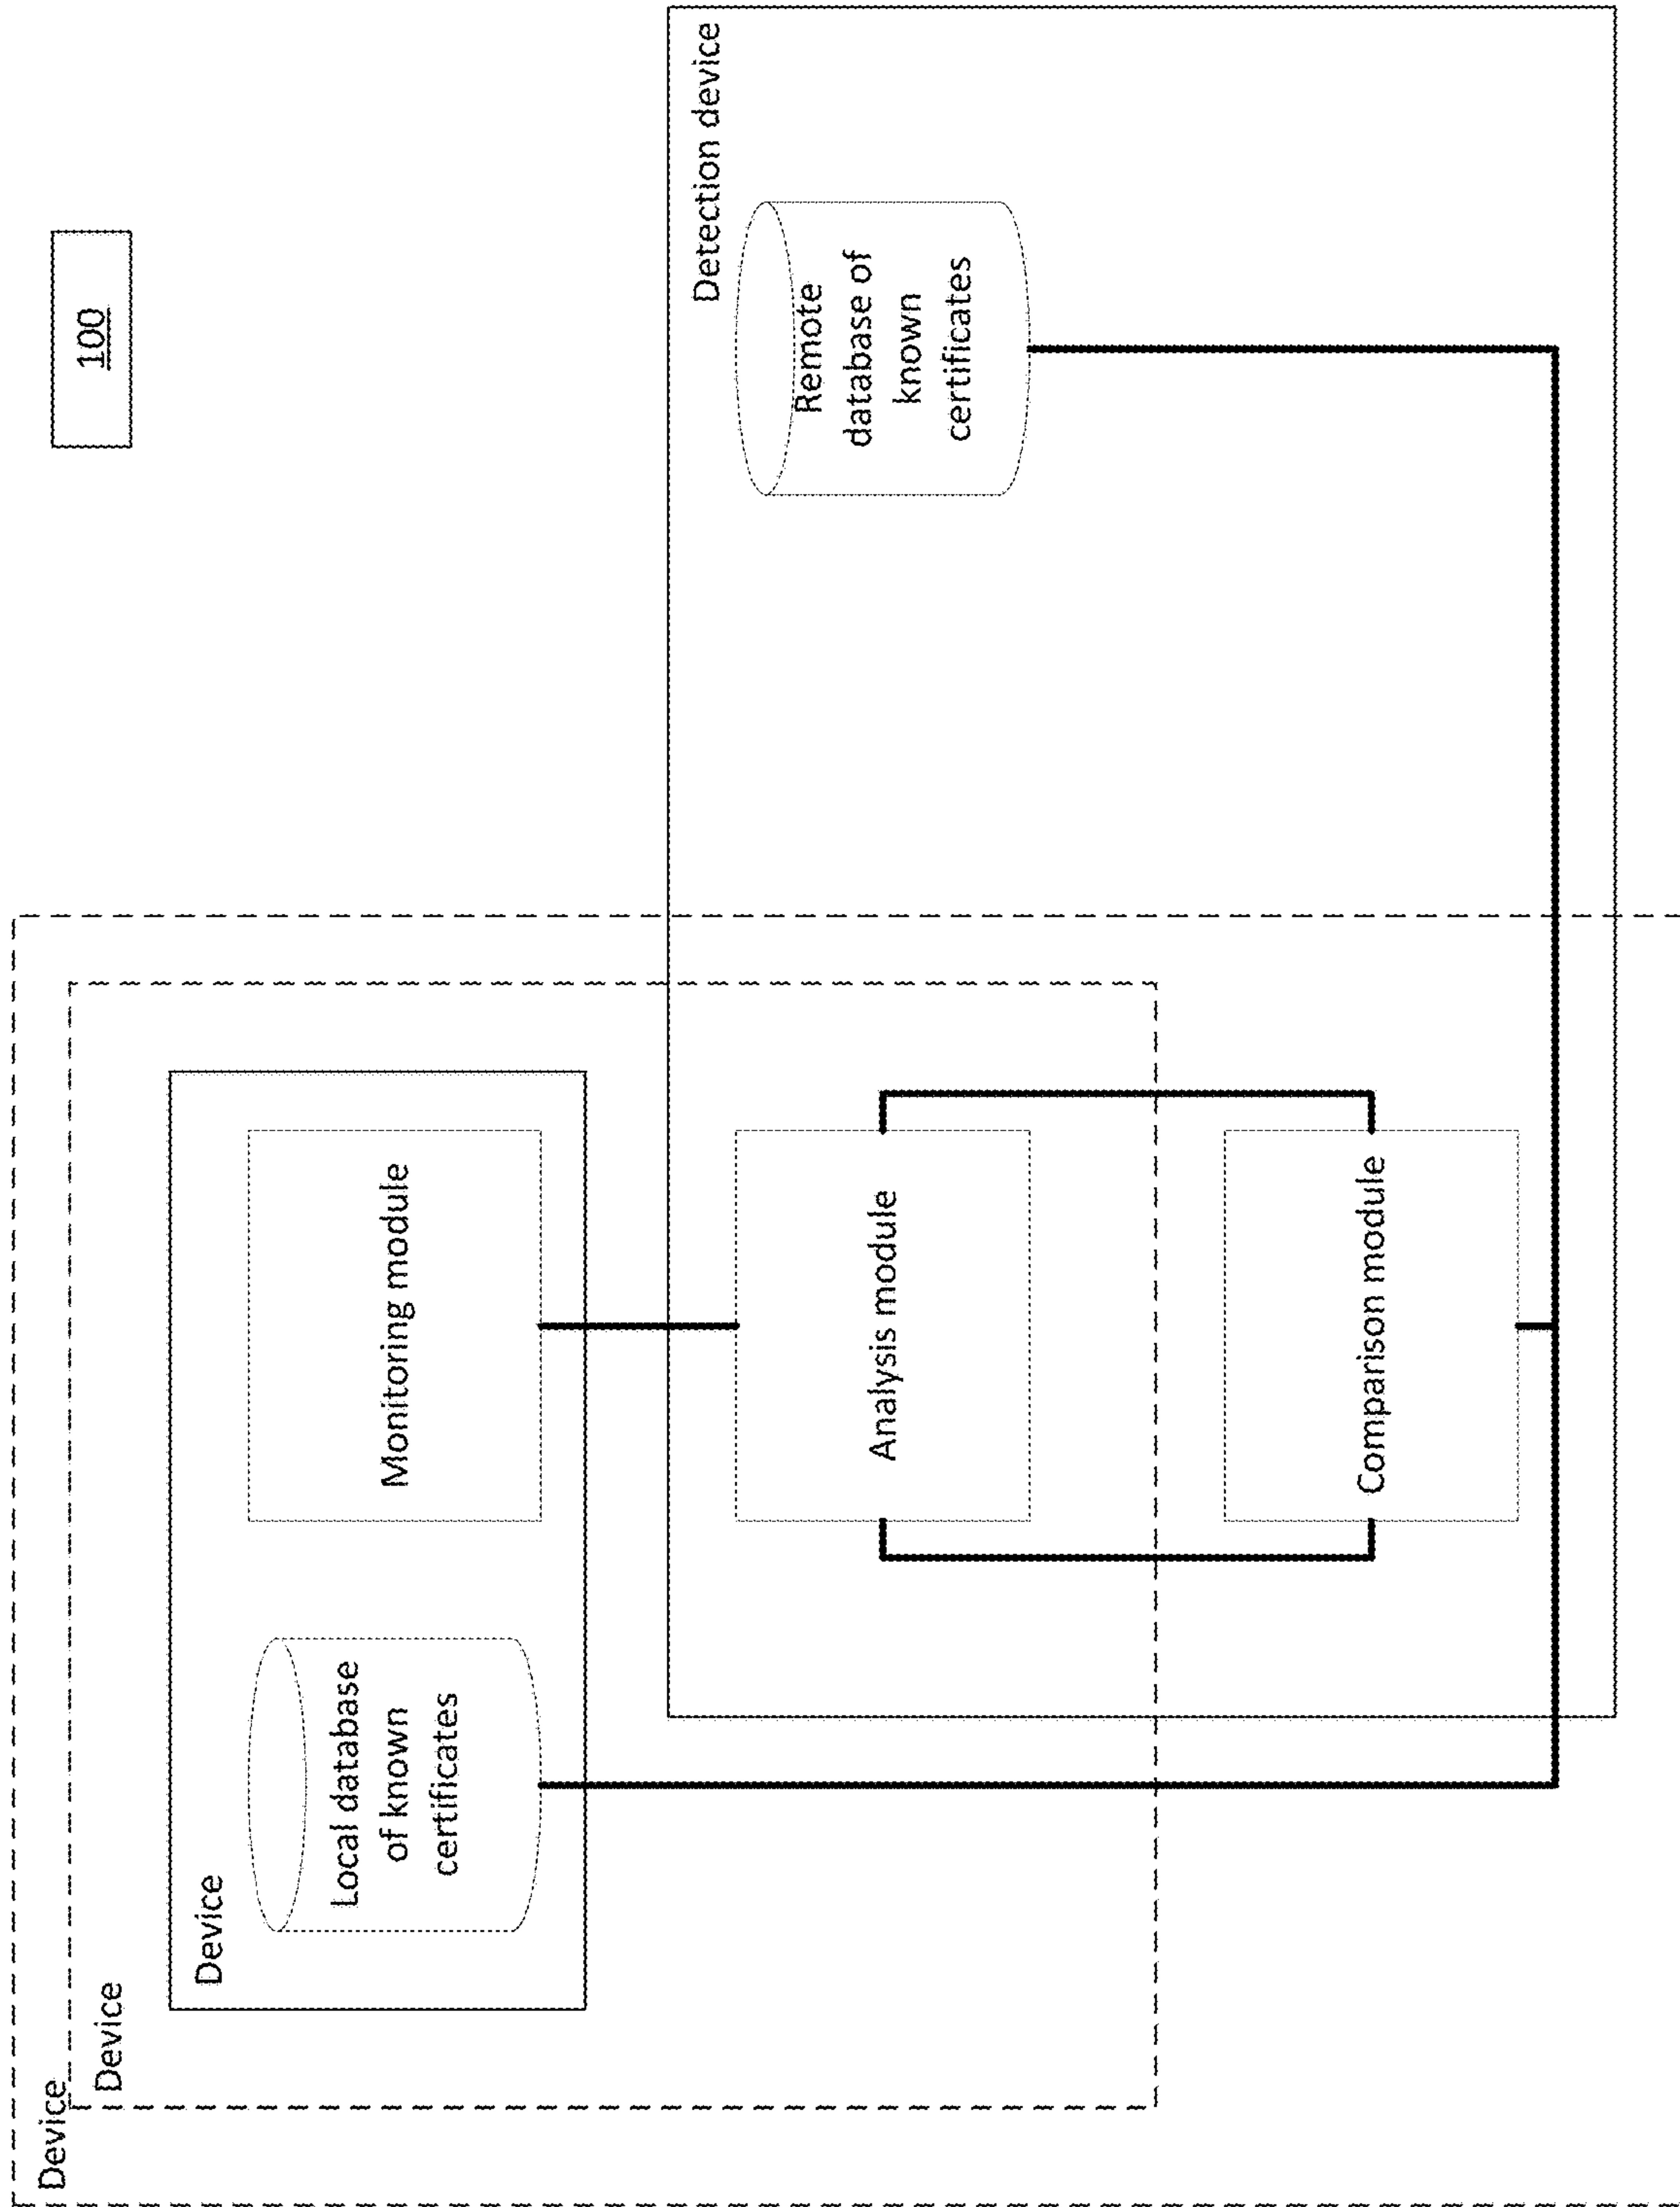 100
Device
Device
Device
Local database
of known
certificates
Monitoring module
Detection device
Analysis module
Remote
database of
known
certificates
Comparison module